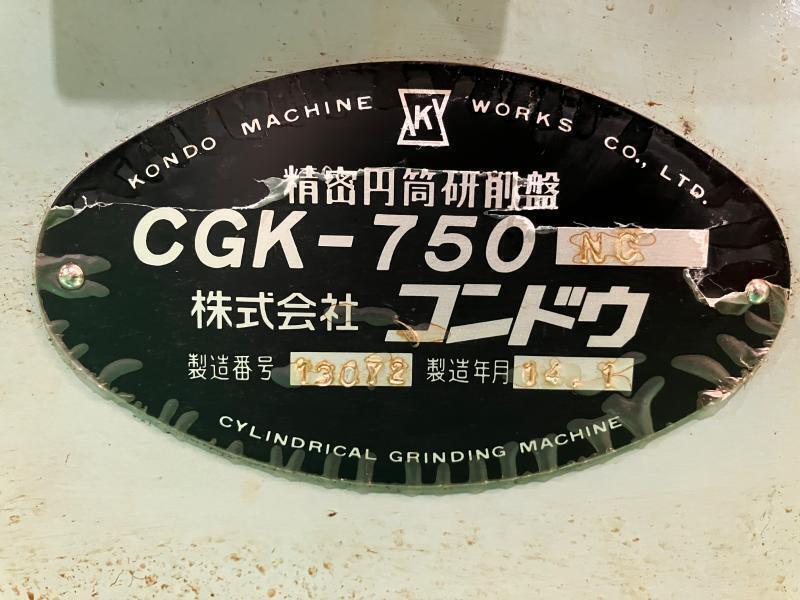 KONDO MACHINE K WORKS CO., LTD.
精密円筒研削盤
CGK-750 NC
株式会社 コンドウ
製造番号 13072 製造年月 14.1
CYLINDRICAL GRINDING MACHINE